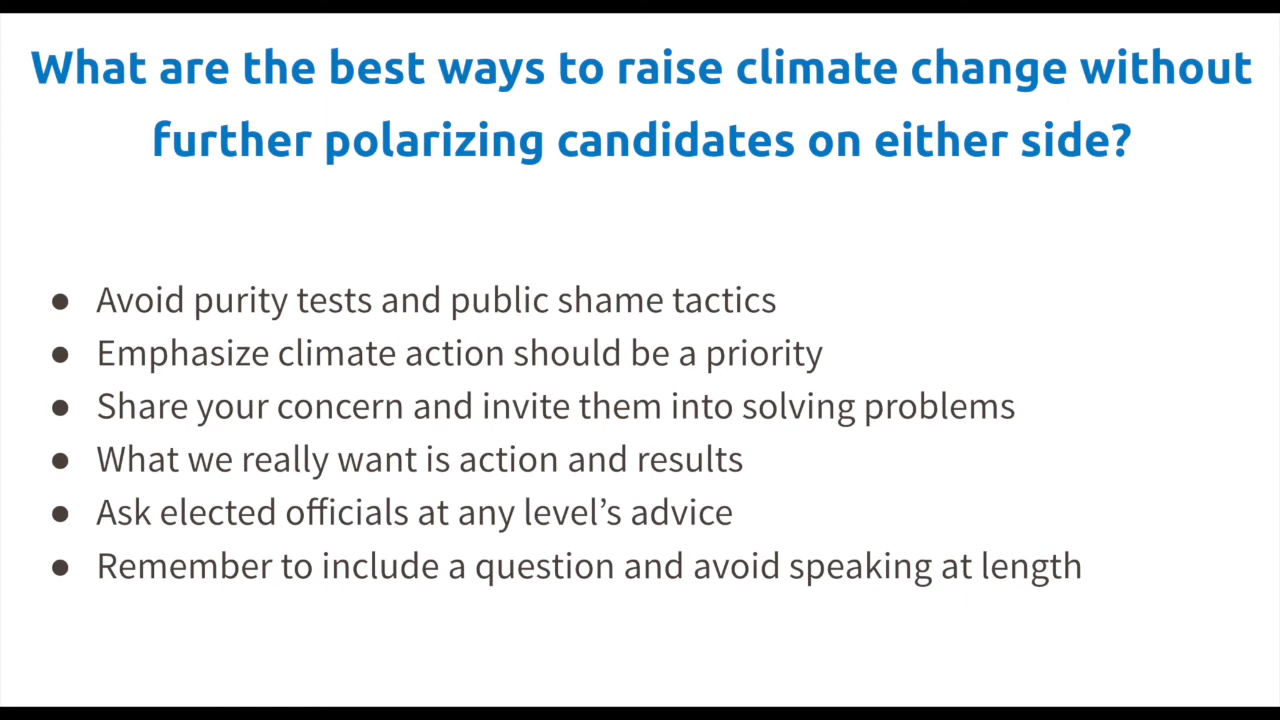 What are the best ways to raise climate change without
further polarizing candidates on either side?
● Avoid purity tests and public shame tactics
● Emphasize climate action should be a priority
● Share your concern and invite them into solving problems
● What we really want is action and results
● Ask elected officials at any level’s advice
● Remember to include a question and avoid speaking at length